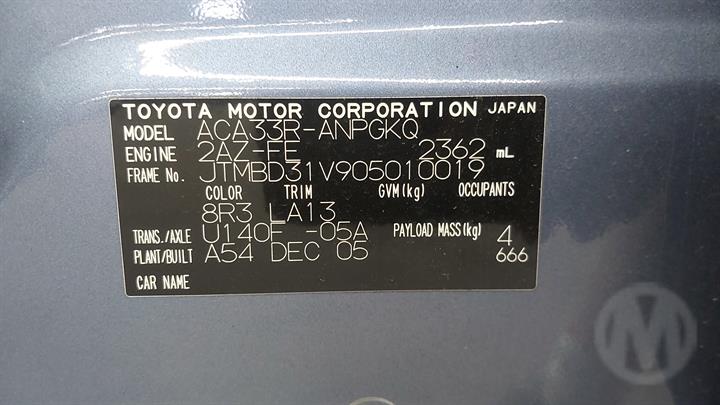 TOYOTA MOTOR CORPORATION JAPAN
MODEL ACA33R-ANPGKQ
ENGINE 2AZ-FE 2362 mL
FRAME No. JTMBD31V905010019
COLOR TRIM GVM(kg) OCCUPANTS
8R3 LA13
TRANS./AXLE U140F -05A PAYLOAD MASS(kg) 4
PLANT/BUILT A54 DEC 05 666
CAR NAME
M